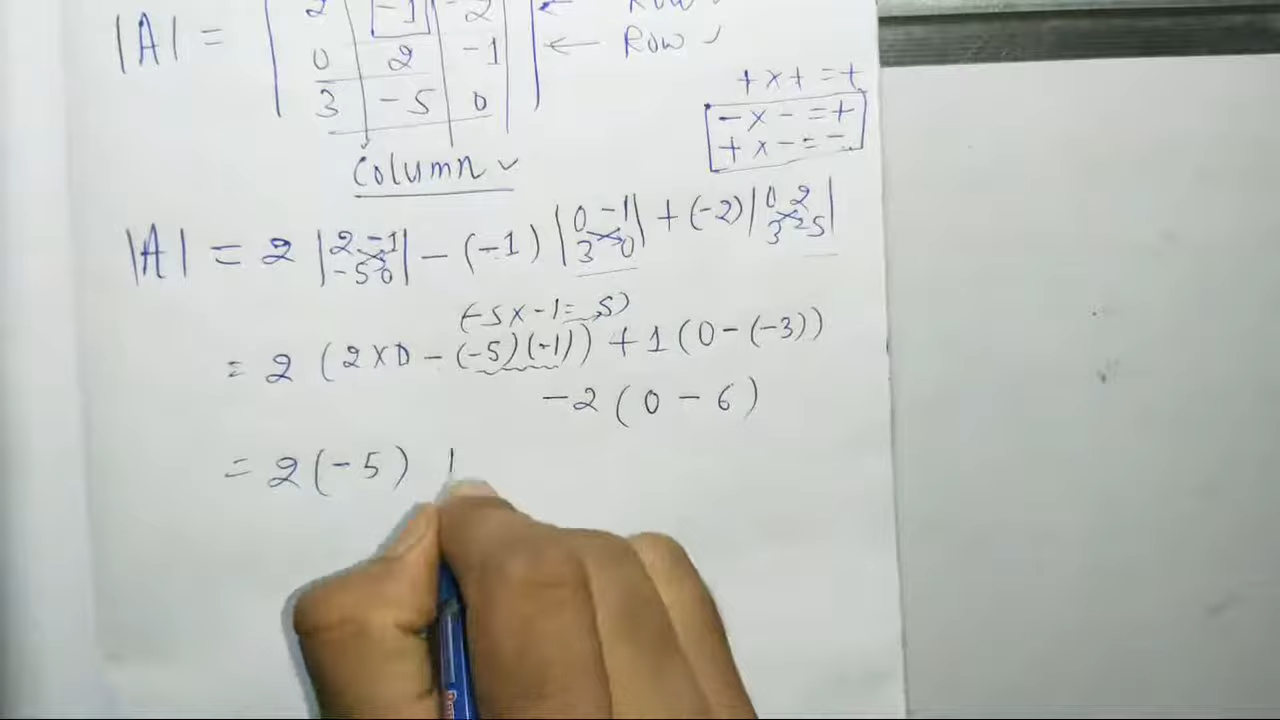 2 -1 -2 ← Row
|A| = 0 2 -1 ← Row ✓
3 -5 0
+ x + = +
- x - = +
+ x - = -
Column ✓
|A| = 2 |2 -1 -5 0| - (-1) |0 -1 3 0| + (-2) |0 2 3 -5|
(-5 x -1 = 5)
= 2 (2x0 - (-5)(-1)) + 1 (0 - (-3))
-2 (0 - 6)
= 2 (-5)